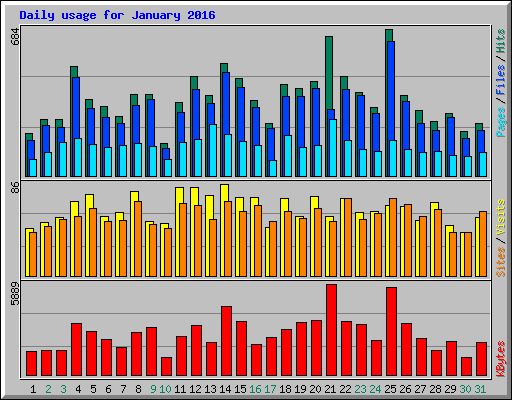 Daily usage for January 2016
684
Pages / Files / Hits
86
Sites / Visits
5889
KBytes
1 2 3 4 5 6 7 8 9 10 11 12 13 14 15 16 17 18 19 20 21 22 23 24 25 26 27 28 29 30 31